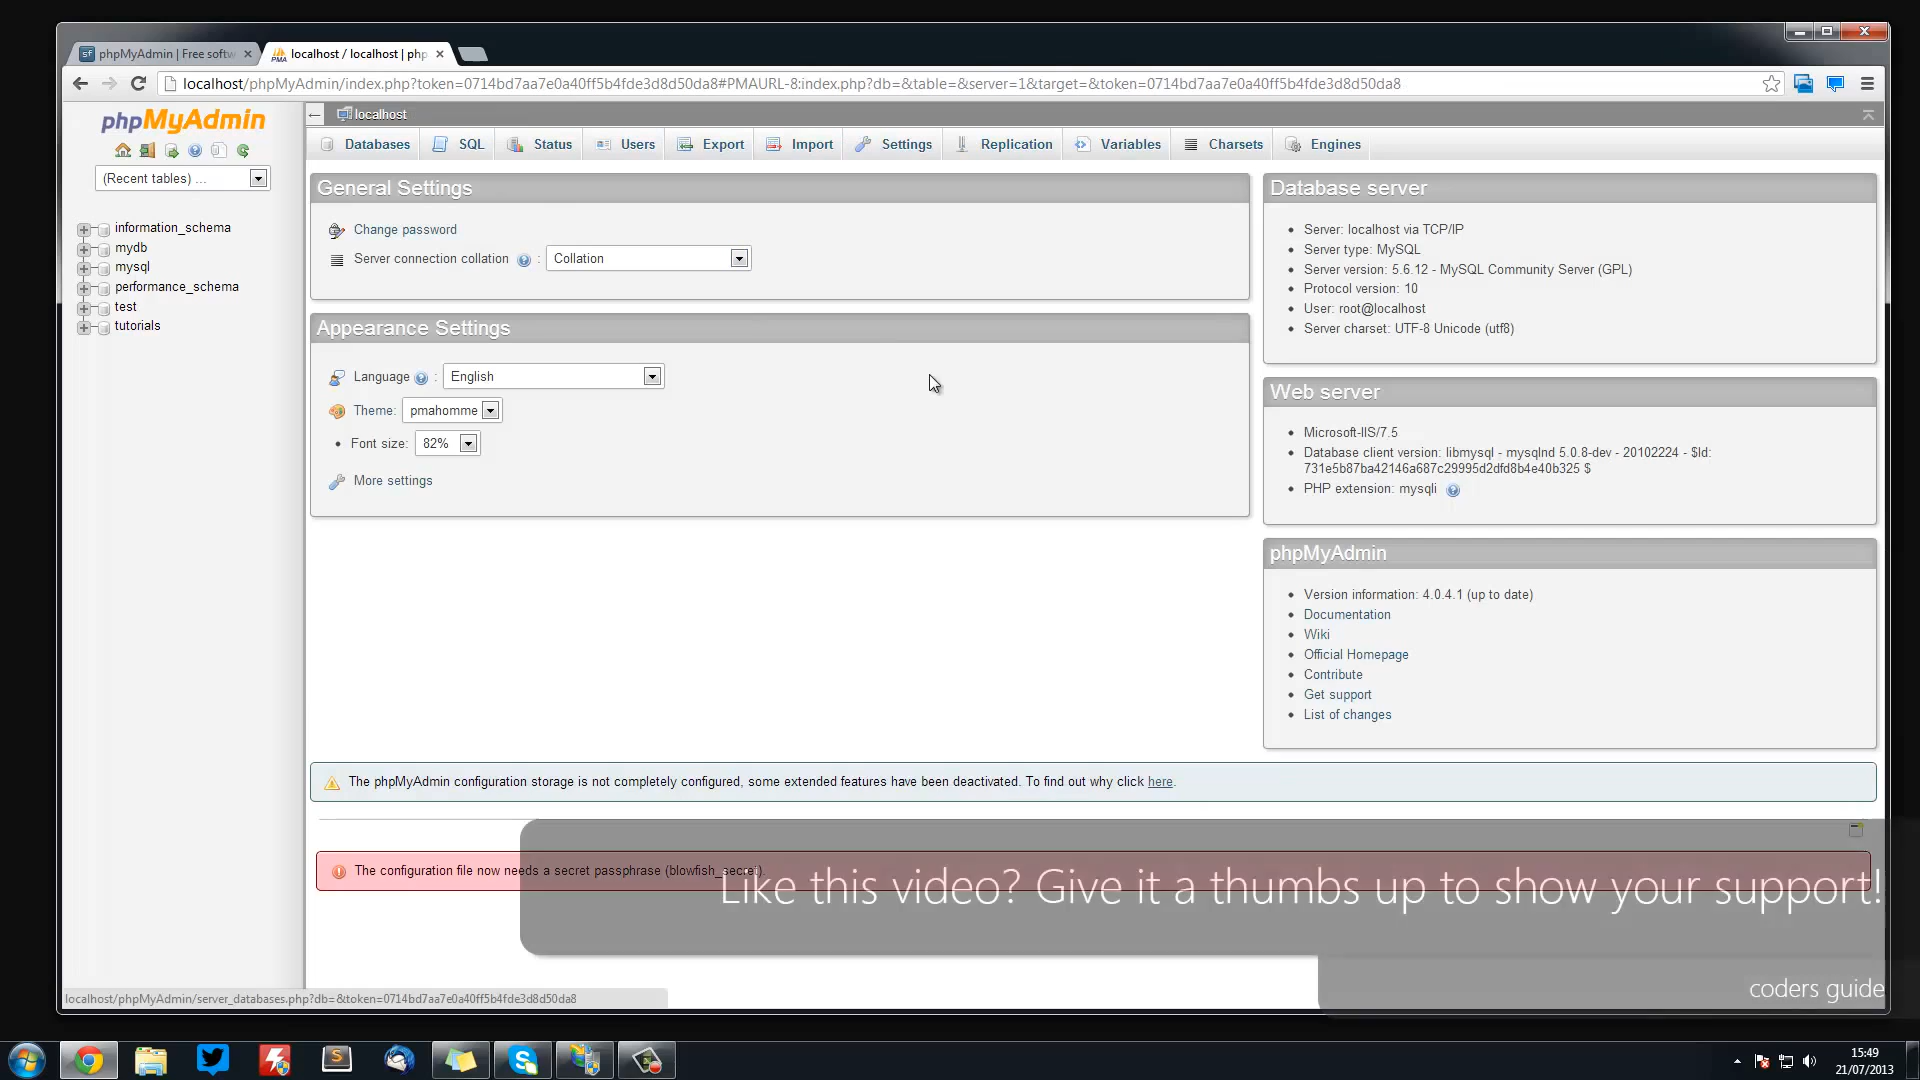 phpMyAdmin | Free softw
localhost / localhost | php
localhost/phpMyAdmin/index.php?token=0714bd7aa7e0a40ff5b4fde3d8d50da8#PMAURL-8:index.php?db=&table=&server=1&target=&token=0714bd7aa7e0a40ff5b4fde3d8d50da8
phpMyAdmin
(Recent tables) ...
information_schema
mydb
mysql
performance_schema
test
tutorials
localhost
Databases
SQL
Status
Users
Export
Import
Settings
Replication
Variables
Charsets
Engines
General Settings
Change password
Server connection collation :
Collation
Appearance Settings
Language :
English
Theme:
pmahomme
Font size:
82%
More settings
Database server
Server: localhost via TCP/IP
Server type: MySQL
Server version: 5.6.12 - MySQL Community Server (GPL)
Protocol version: 10
User: root@localhost
Server charset: UTF-8 Unicode (utf8)
Web server
Microsoft-IIS/7.5
Database client version: libmysql - mysqlnd 5.0.8-dev - 20102224 - $Id:
731e5b87ba42146a687c29995d2dfd8b4e40b325 $
PHP extension: mysqli
phpMyAdmin
Version information: 4.0.4.1 (up to date)
Documentation
Wiki
Official Homepage
Contribute
Get support
List of changes
The phpMyAdmin configuration storage is not completely configured, some extended features have been deactivated. To find out why click here.
The configuration file now needs a secret passphrase (blowfish_secret).
Like this video? Give it a thumbs up to show your support!
coders guide
localhost/phpMyAdmin/server_databases.php?db=&token=0714bd7aa7e0a40ff5b4fde3d8d50da8
15:49
21/07/2013